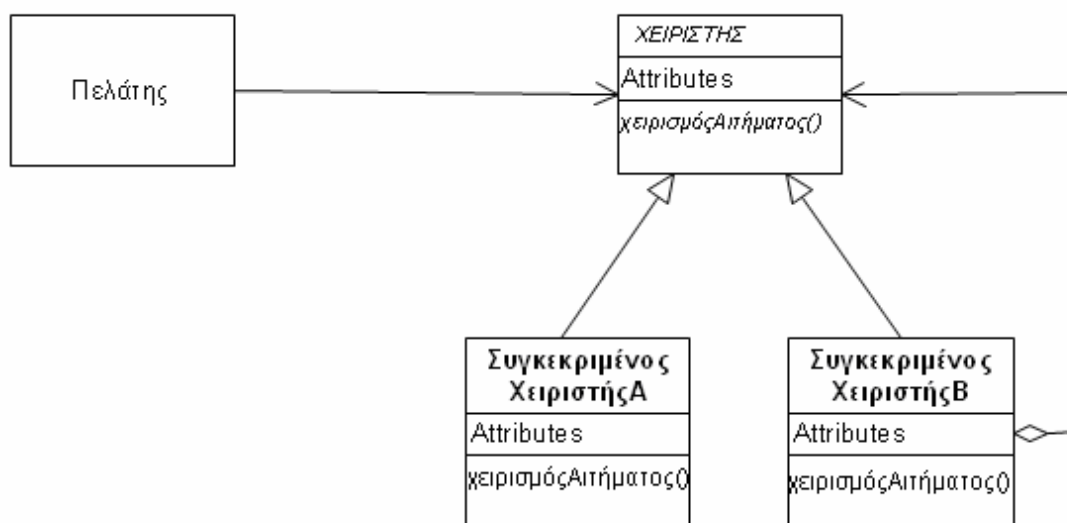 Πελάτης
ΧΕΙΡΙΣΤΗΣ
Attributes
χειρισμόςΑιτήματος()
Συγκεκριμένος
ΧειριστήςΑ
Attributes
χειρισμόςΑιτήματος()
Συγκεκριμένος
ΧειριστήςΒ
Attributes
χειρισμόςΑιτήματος()